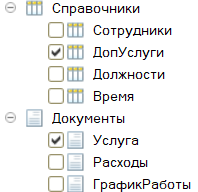 Справочники
Сотрудники
ДопУслуги
Должности
Время
Документы
Услуга
Расходы
ГрафикРаботы